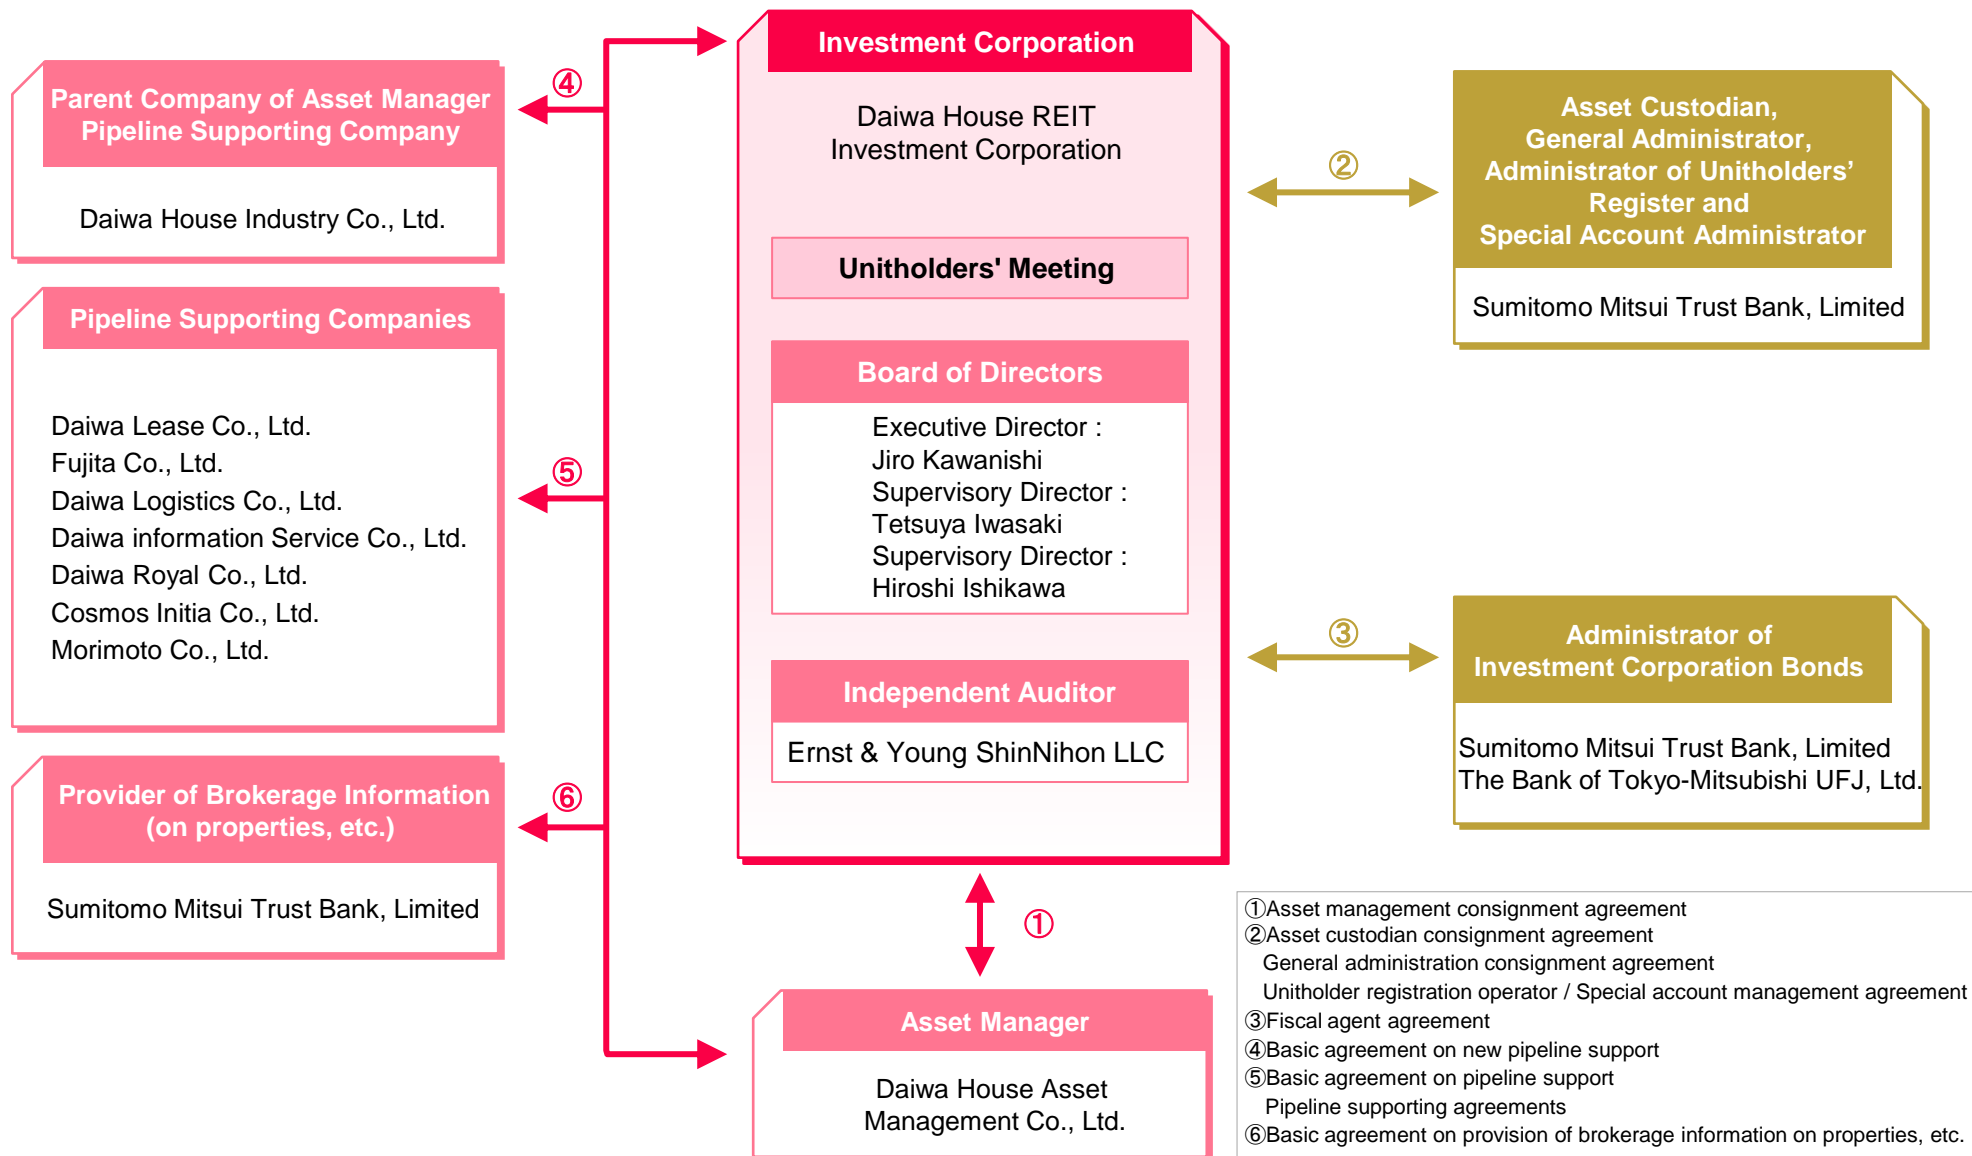 Investment Corporation
Daiwa House REIT
Investment Corporation
Unitholders' Meeting
Board of Directors
Executive Director :
Jiro Kawanishi
Supervisory Director :
Tetsuya Iwasaki
Supervisory Director :
Hiroshi Ishikawa
Independent Auditor
Ernst & Young ShinNihon LLC
④
Parent Company of Asset Manager
Pipeline Supporting Company
Daiwa House Industry Co., Ltd.
⑤
Pipeline Supporting Companies
Daiwa Lease Co., Ltd.
Fujita Co., Ltd.
Daiwa Logistics Co., Ltd.
Daiwa information Service Co., Ltd.
Daiwa Royal Co., Ltd.
Cosmos Initia Co., Ltd.
Morimoto Co., Ltd.
⑥
Provider of Brokerage Information
(on properties, etc.)
Sumitomo Mitsui Trust Bank, Limited
②
Asset Custodian,
General Administrator,
Administrator of Unitholders’
Register and
Special Account Administrator
Sumitomo Mitsui Trust Bank, Limited
③
Administrator of
Investment Corporation Bonds
Sumitomo Mitsui Trust Bank, Limited
The Bank of Tokyo-Mitsubishi UFJ, Ltd.
①
Asset Manager
Daiwa House Asset
Management Co., Ltd.
①Asset management consignment agreement
②Asset custodian consignment agreement
General administration consignment agreement
Unitholder registration operator / Special account management agreement
③Fiscal agent agreement
④Basic agreement on new pipeline support
⑤Basic agreement on pipeline support
Pipeline supporting agreements
⑥Basic agreement on provision of brokerage information on properties, etc.